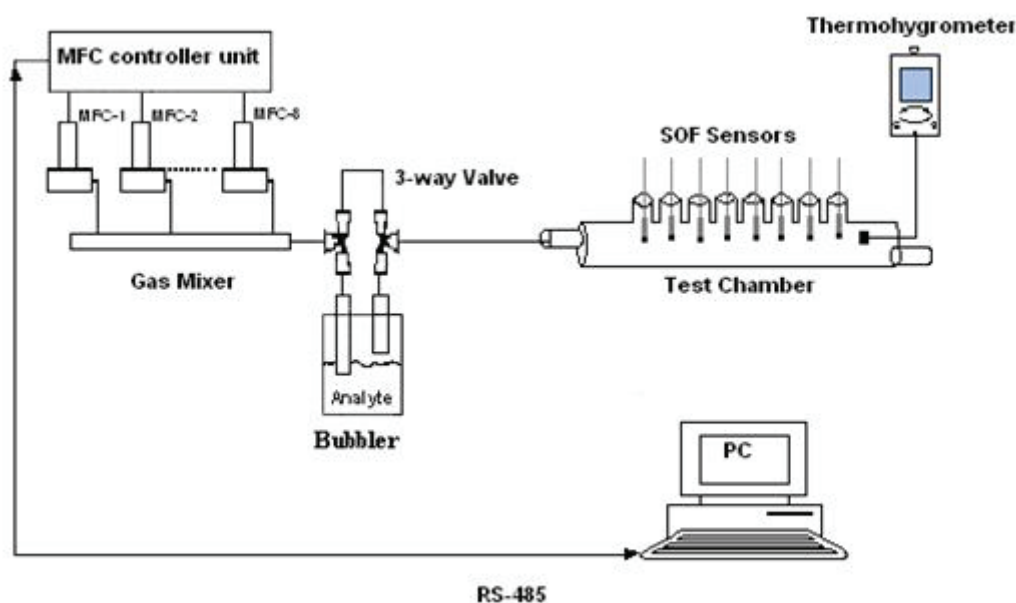 Thermohygrometer
MFC controller unit
MFC-1
MFC-2
MFC-8
SOF Sensors
3-way Valve
Gas Mixer
Test Chamber
Analyte
Bubbler
PC
RS-485